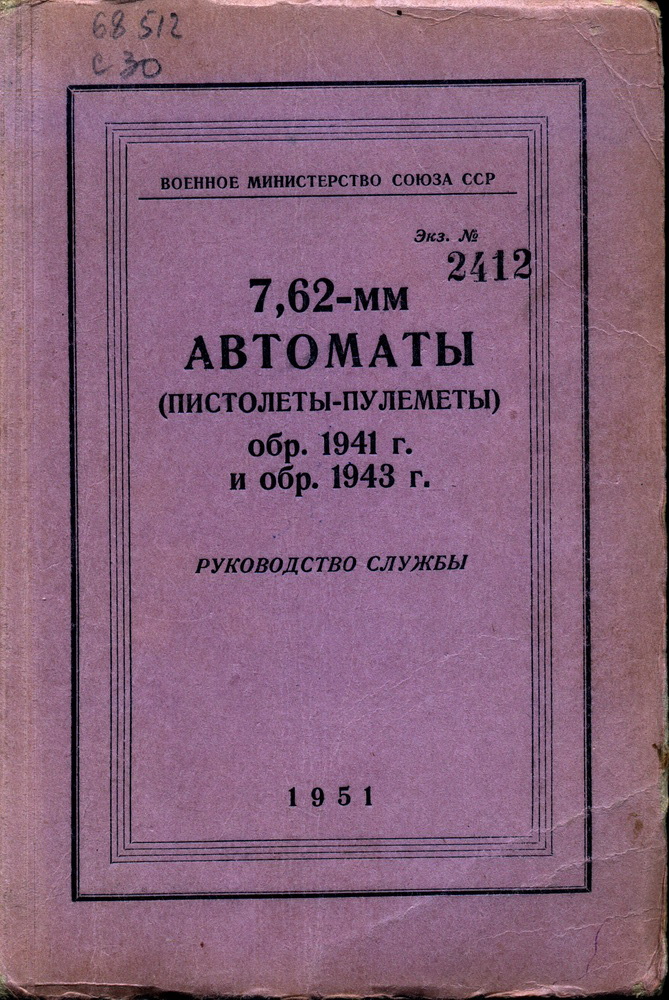 68 512
с 30
ВОЕННОЕ МИНИСТЕРСТВО СОЮЗА ССР
Экз. №
2412
7,62-мм
АВТОМАТЫ
(ПИСТОЛЕТЫ-ПУЛЕМЕТЫ)
обр. 1941 г.
и обр. 1943 г.
РУКОВОДСТВО СЛУЖБЫ
1951